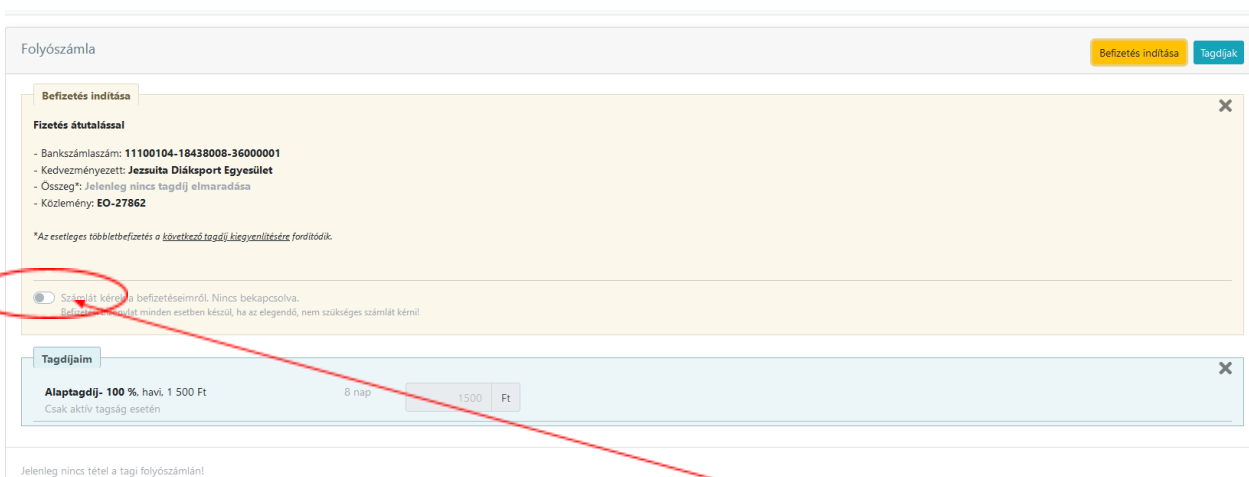 Folyószámla
Befizetés indítása
Tagdíjak
Befizetés indítása
Fizetés átutalással
- Bankszámlaszám: 11100104-18438008-36000001
- Kedvezményezett: Jezsuita Diáksport Egyesület
- Összeg*: Jelenleg nincs tagdíj elmaradása
- Közlemény: EO-27862
*Az esetleges többletbefizetés a következő tagdíj kiegyenlítésére fordítódik.
Számlát kérek a befizetéseimről. Nincs bekapcsolva.
minden esetben készül, ha az elegendő, nem szükséges számlát kérni!
Tagdíjaim
Alaptagdíj- 100 %, havi, 1 500 Ft 8 nap 1500 Ft
Csak aktív tagság esetén
Jelenleg nincs tétel a tagi folyószámlán!